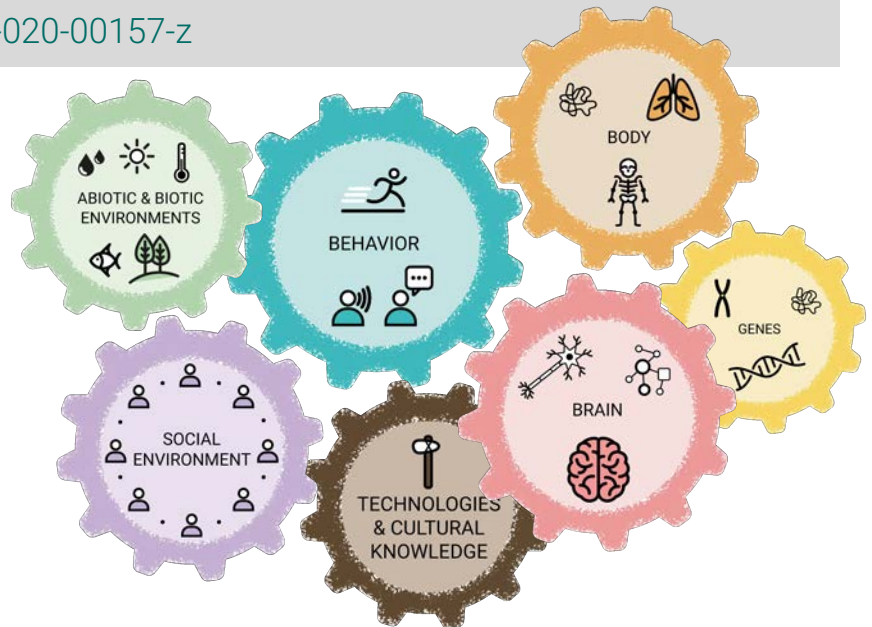 -020-00157-z
BODY
ABIOTIC & BIOTIC
ENVIRONMENTS
BEHAVIOR
GENES
BRAIN
SOCIAL
ENVIRONMENT
TECHNOLOGIES
& CULTURAL
KNOWLEDGE